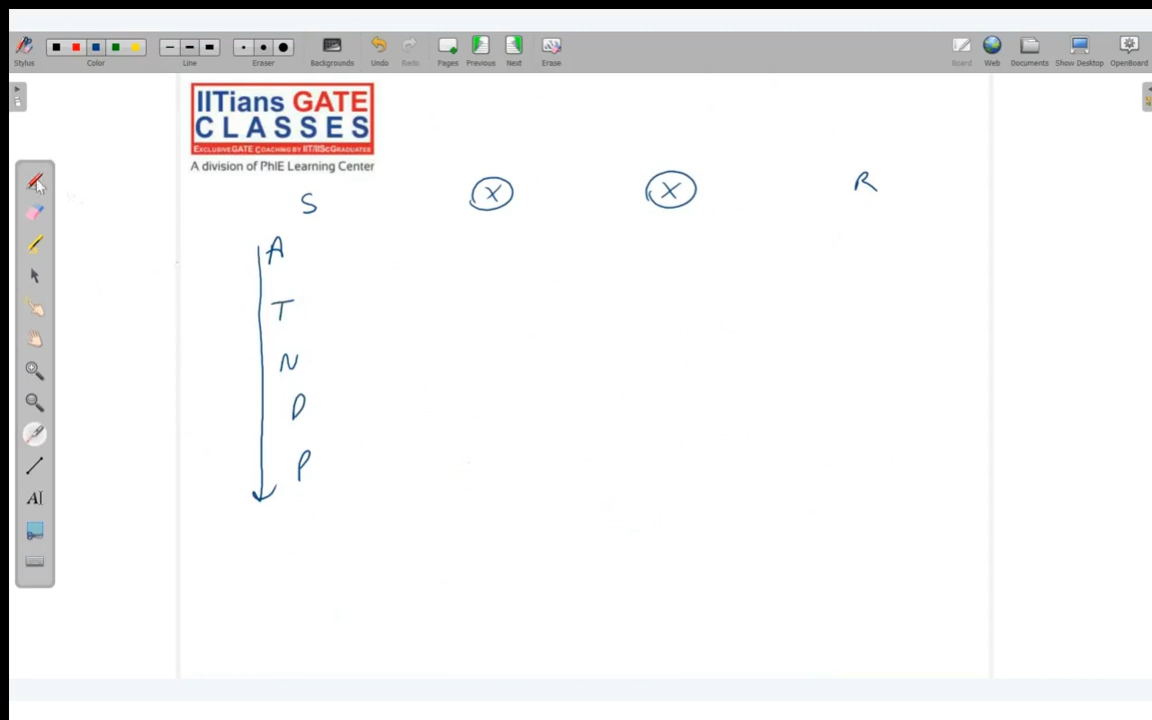 Stylus
Color
Line
Eraser
Backgrounds
Undo
Redo
Pages
Previous
Next
Erase
Board
Web
Documents
Show Desktop
OpenBoard
IITians GATE
CLASSES
EXCLUSIVE GATE COACHING BY IIT/IISC GRADUATES
A division of PhIE Learning Center
S X X R
A
T
N
D
P
AI